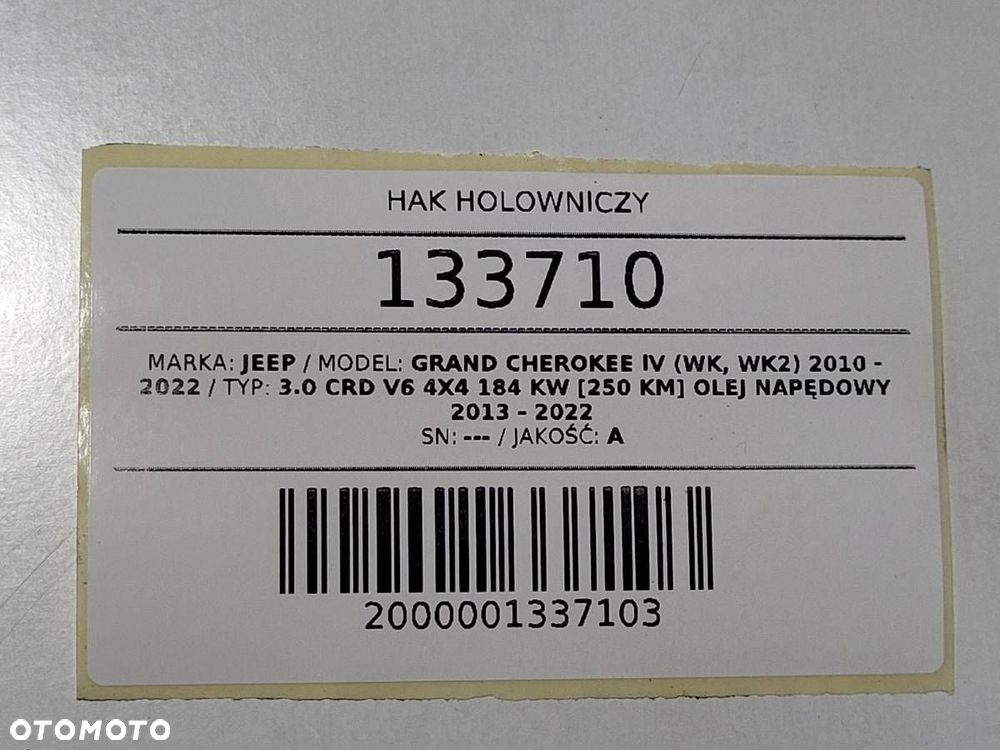 HAK HOLOWNICZY
133710
MARKA: JEEP / MODEL: GRAND CHEROKEE IV (WK, WK2) 2010 -
2022 / TYP: 3.0 CRD V6 4X4 184 KW [250 KM] OLEJ NAPĘDOWY
2013 - 2022
SN: --- / JAKOŚĆ: A
2000001337103
OTOMOTO